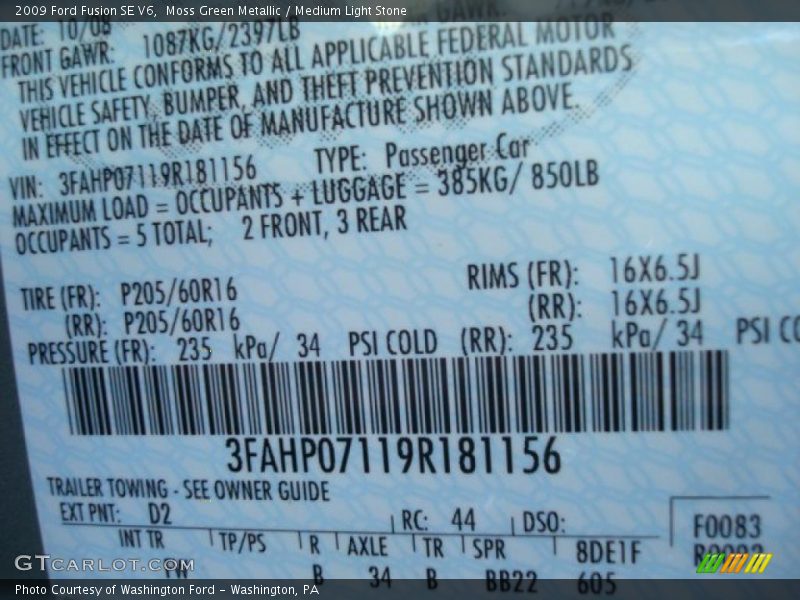 2009 Ford Fusion SE V6, Moss Green Metallic / Medium Light Stone
DATE: 10/08
FRONT GAWR: 1087KG/2397LB
THIS VEHICLE CONFORMS TO ALL APPLICABLE FEDERAL MOTOR
VEHICLE SAFETY, BUMPER, AND THEFT PREVENTION STANDARDS
IN EFFECT ON THE DATE OF MANUFACTURE SHOWN ABOVE.
VIN: 3FAHP07119R181156 TYPE: Passenger Car
MAXIMUM LOAD = OCCUPANTS + LUGGAGE = 385KG/ 850LB
OCCUPANTS = 5 TOTAL; 2 FRONT, 3 REAR
TIRE (FR): P205/60R16 RIMS (FR): 16X6.5J
(RR): P205/60R16 (RR): 16X6.5J
PRESSURE (FR): 235 kPa/ 34 PSI COLD (RR): 235 kPa/ 34 PSI CO
3FAHP07119R181156
TRAILER TOWING - SEE OWNER GUIDE
EXT PNT: D2 RC: 44 DSO: F0083
INT TR TP/PS R AXLE TR SPR 8DE1F
B 34 B BB22 605
GTCARLOT.COM
Photo Courtesy of Washington Ford – Washington, PA